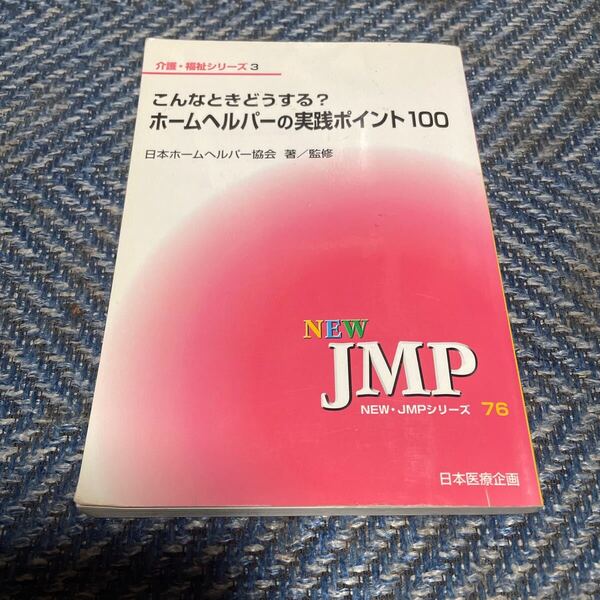 介護・福祉シリーズ 3
こんなときどうする?
ホームヘルパーの実践ポイント100
日本ホームヘルパー協会 著/監修
NEW
JMP
NEW・JMPシリーズ 76
日本医療企画